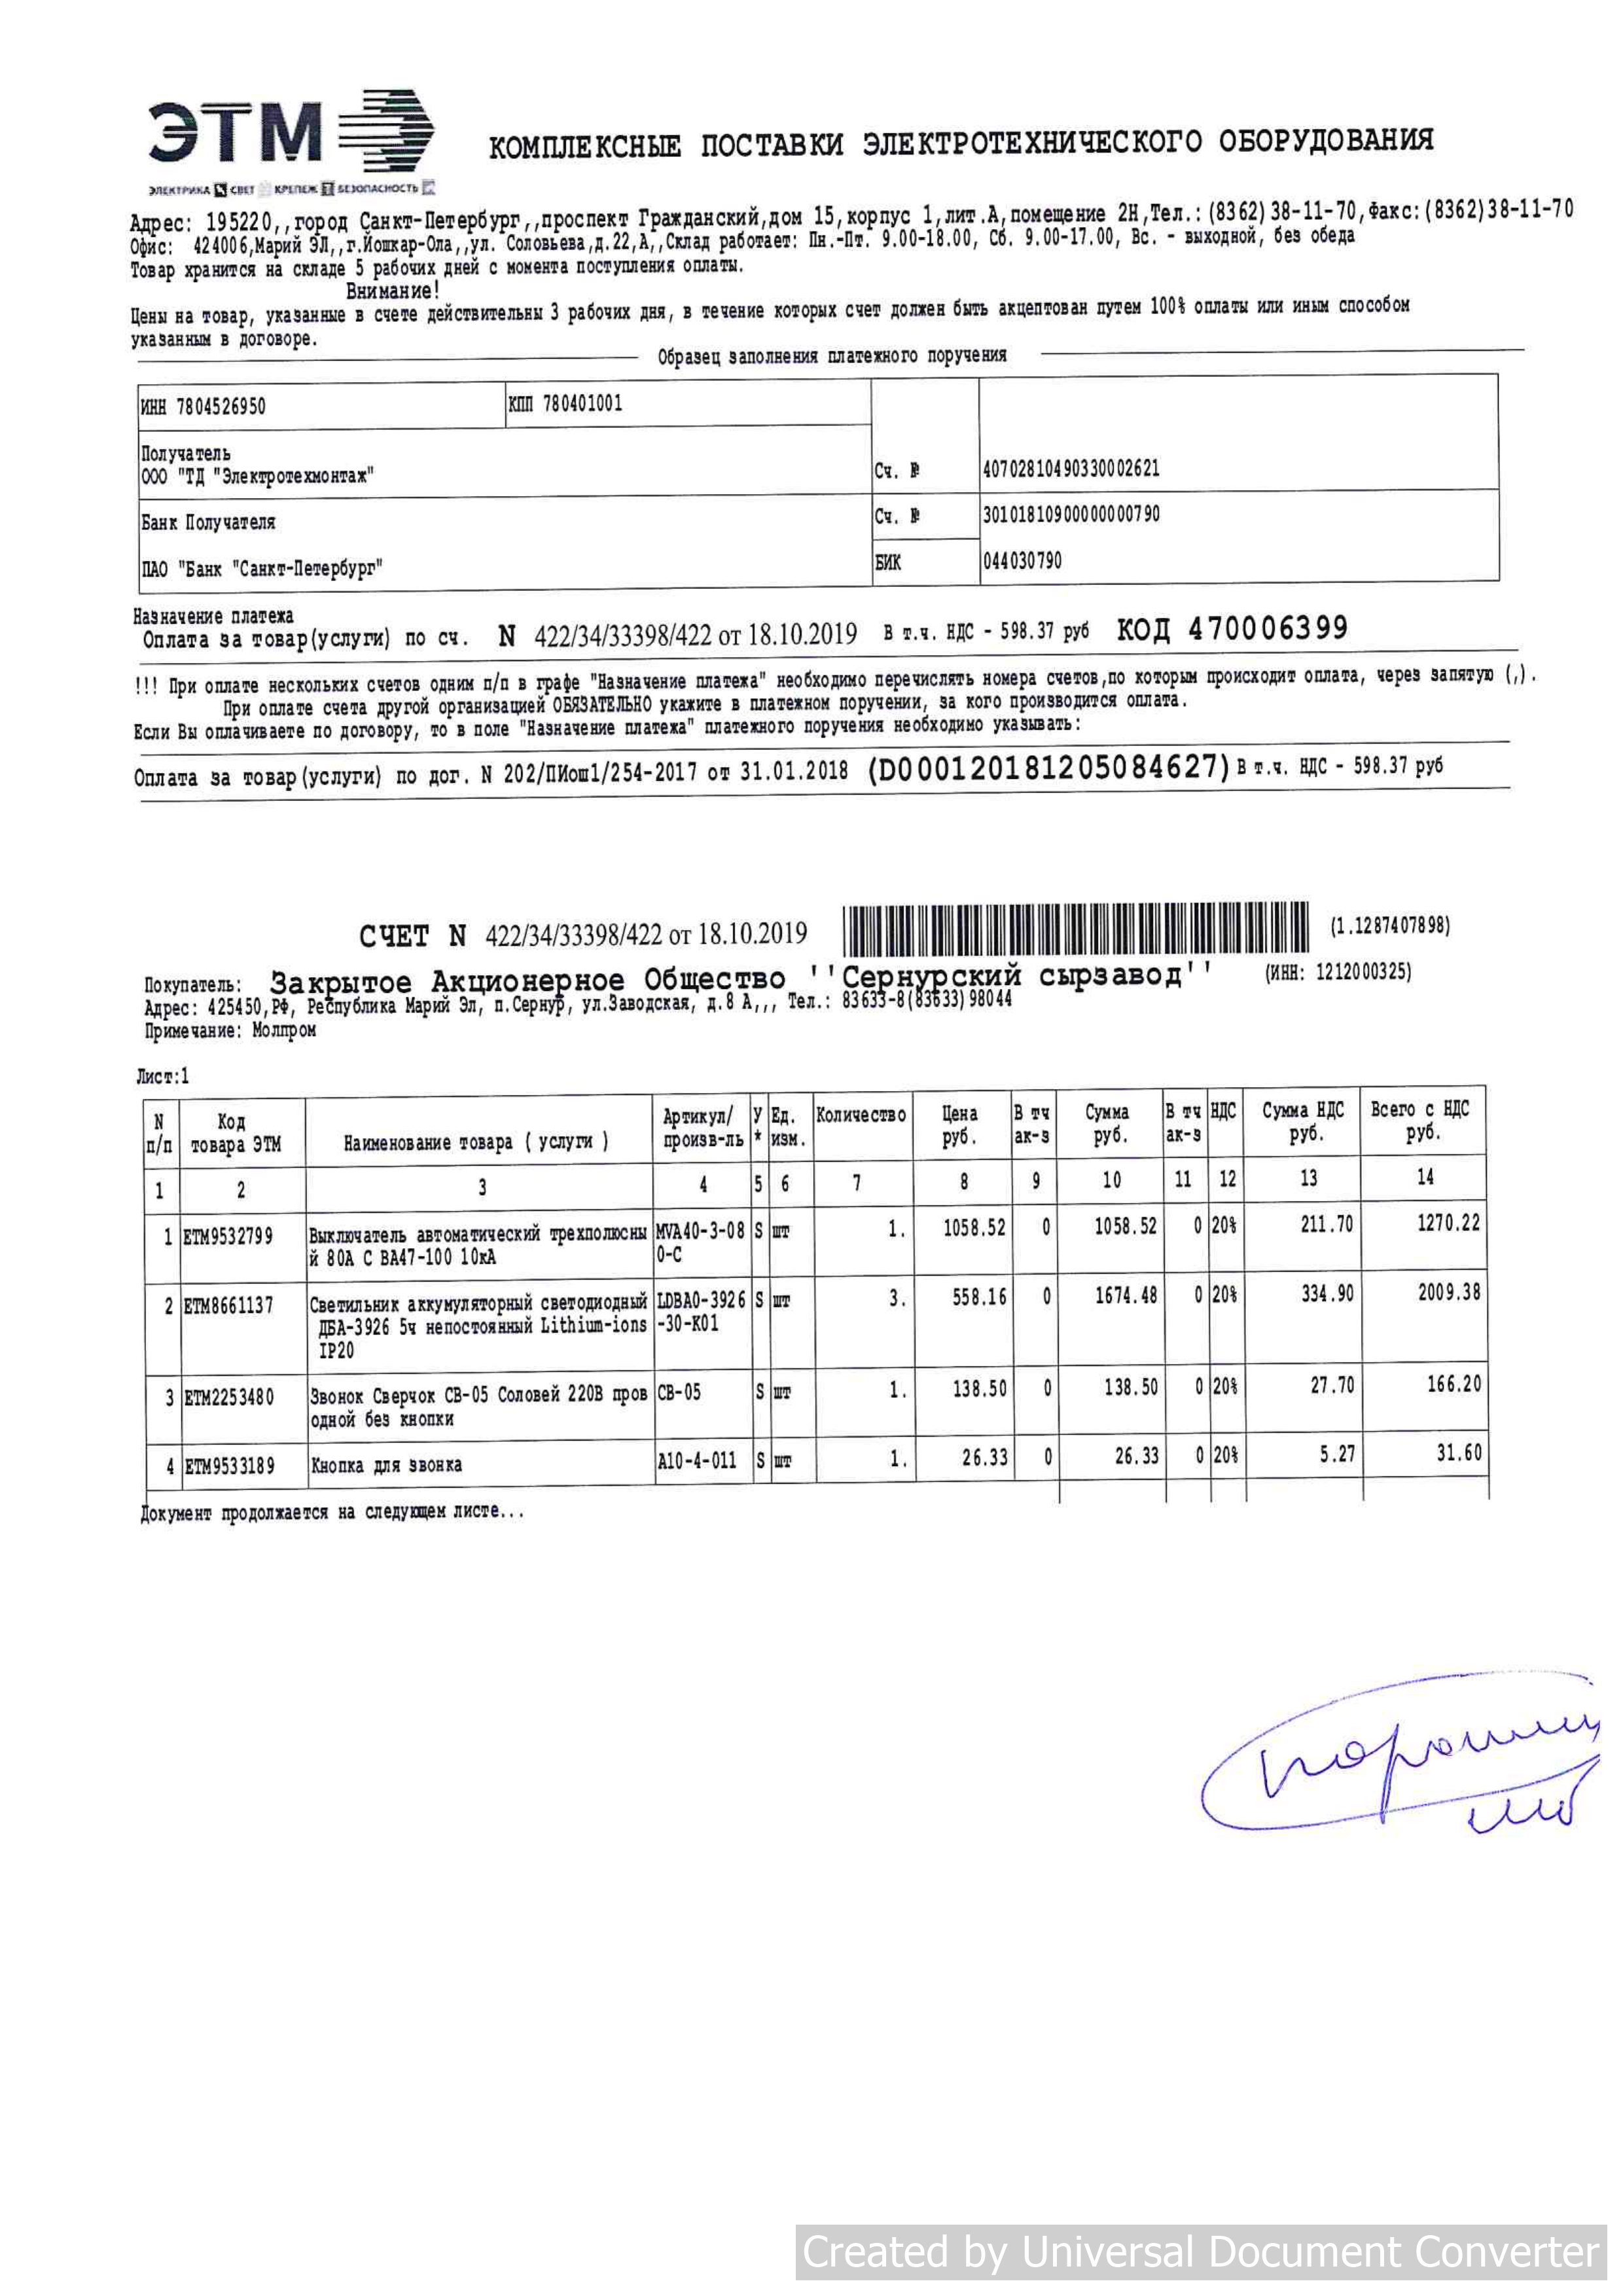 ЭТМ
ЭЛЕКТРИКА СВЕТ КРЕПЕЖ БЕЗОПАСНОСТЬ
КОМПЛЕКСНЫЕ ПОСТАВКИ ЭЛЕКТРОТЕХНИЧЕСКОГО ОБОРУДОВАНИЯ
Адрес: 195220,,город Санкт-Петербург,,проспект Гражданский,дом 15,корпус 1,лит.А,помещение 2Н,Тел.:(8362)38-11-70,Факс:(8362)38-11-70
Офис: 424006,Марий ЭЛ,,г.Йошкар-Ола,,ул. Соловьева,д.22,А,,Склад работает: Пн.-Пт. 9.00-18.00, Сб. 9.00-17.00, Вс. - выходной, без обеда
Товар хранится на складе 5 рабочих дней с момента поступления оплаты.
Внимание!
Цены на товар, указанные в счете действительны 3 рабочих дня, в течение которых счет должен быть акцептован путем 100% оплаты или иным способом
указанным в договоре.
Образец заполнения платежного поручения
ИНН 7804526950 КПП 780401001
Получатель
ООО "ТД "Электротехмонтаж" Сч. № 40702810490330002621
Банк Получателя Сч. № 30101810900000000790
ПАО "Банк "Санкт-Петербург" БИК 044030790
Назначение платежа
Оплата за товар(услуги) по сч. N 422/34/33398/422 от 18.10.2019 В т.ч. НДС - 598.37 руб КОД 470006399
!!! При оплате нескольких счетов одним п/п в графе "Назначение платежа" необходимо перечислять номера счетов,по которым происходит оплата, через запятую (,).
При оплате счета другой организацией ОБЯЗАТЕЛЬНО укажите в платежном поручении, за кого производится оплата.
Если Вы оплачиваете по договору, то в поле "Назначение платежа" платежного поручения необходимо указывать:
Оплата за товар(услуги) по дог. N 202/ПИош1/254-2017 от 31.01.2018 (D000120181205084627) В т.ч. НДС - 598.37 руб
СЧЕТ N 422/34/33398/422 от 18.10.2019 (1.1287407898)
Покупатель: Закрытое Акционерное Общество ''Сернурский сырзавод'' (ИНН: 1212000325)
Адрес: 425450,РФ, Республика Марий Эл, п.Сернур, ул.Заводская, д.8 А,,, Тел.: 83633-8(83633)98044
Примечание: Молпром
Лист:1
N п/п Код товара ЭТМ Наименование товара ( услуги ) Артикул/ произв-ль У * Ед. изм. Количество Цена руб. В тч ак-з Сумма руб. В тч ак-з НДС Сумма НДС руб. Всего с НДС руб.
1 2 3 4 5 6 7 8 9 10 11 12 13 14
1 ETM9532799 Выключатель автоматический трехполюсны MVA40-3-08 S шт 1. 1058.52 0 1058.52 0 20% 211.70 1270.22
й 80А С ВА47-100 10кА 0-C
2 ETM8661137 Светильник аккумуляторный светодиодный LDBA0-3926 S шт 3. 558.16 0 1674.48 0 20% 334.90 2009.38
ДБА-3926 5ч непостоянный Lithium-ions -30-K01
IP20
3 ETM2253480 Звонок Сверчок СВ-05 Соловей 220В пров СВ-05 S шт 1. 138.50 0 138.50 0 20% 27.70 166.20
одной без кнопки
4 ETM9533189 Кнопка для звонка А10-4-011 S шт 1. 26.33 0 26.33 0 20% 5.27 31.60
Документ продолжается на следующем листе...
Created by Universal Document Converter